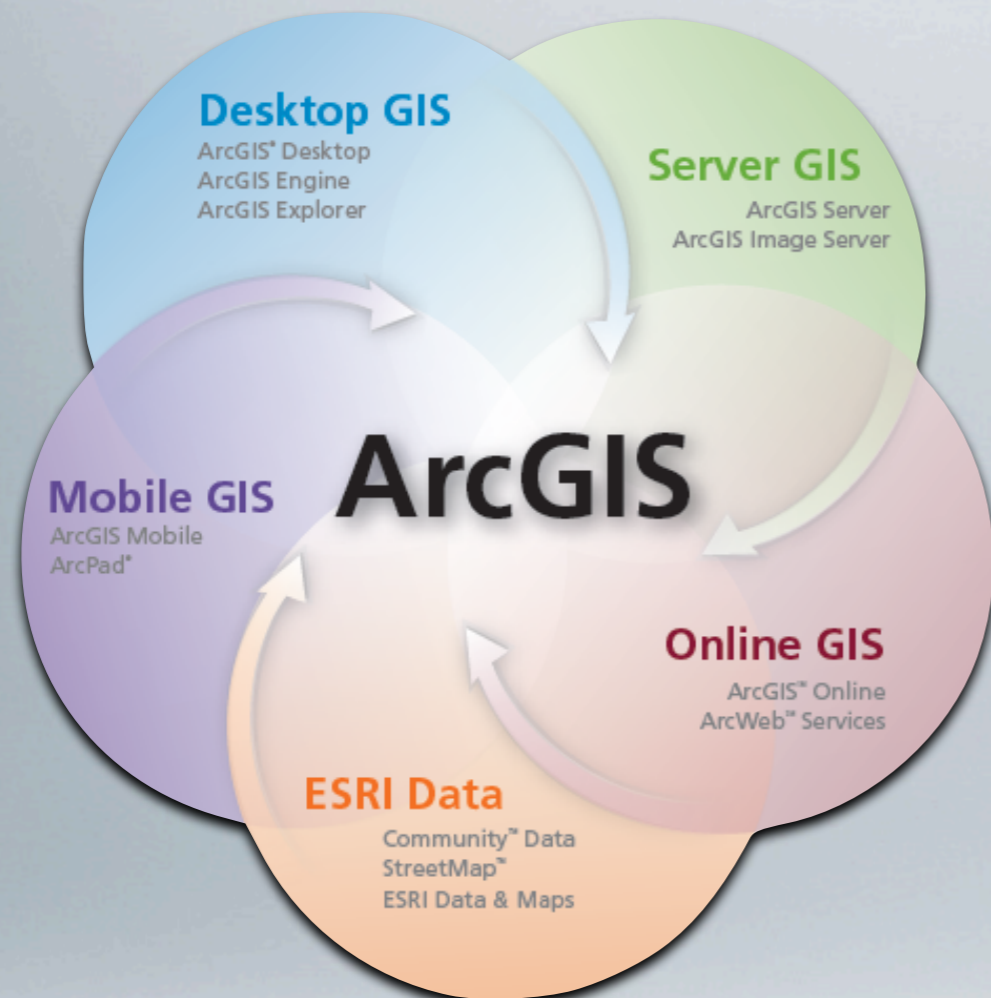 Desktop GIS
ArcGIS® Desktop
ArcGIS Engine
ArcGIS Explorer
Server GIS
ArcGIS Server
ArcGIS Image Server
ArcGIS
Mobile GIS
ArcGIS Mobile
ArcPad®
Online GIS
ArcGIS™ Online
ArcWeb™ Services
ESRI Data
Community™ Data
StreetMap™
ESRI Data & Maps